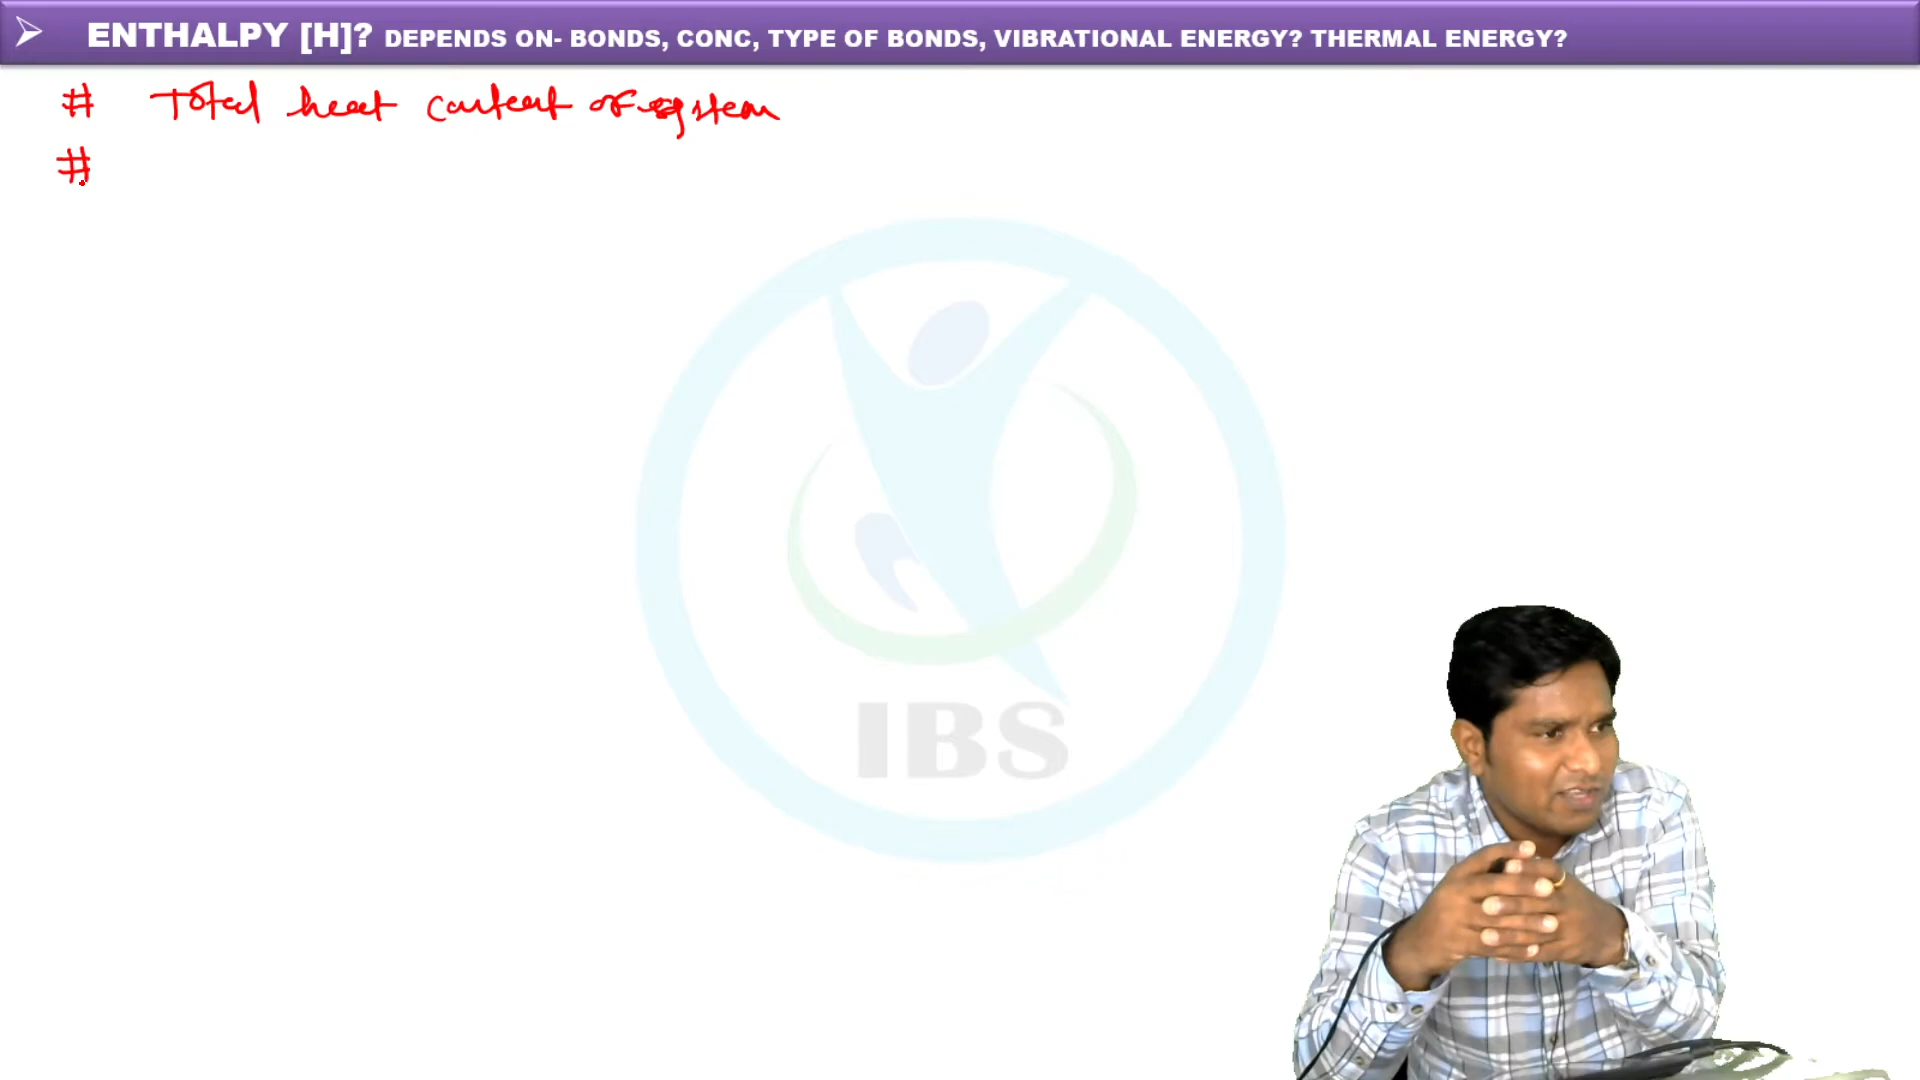 ENTHALPY [H]? DEPENDS ON- BONDS, CONC, TYPE OF BONDS, VIBRATIONAL ENERGY? THERMAL ENERGY?
# Total heat content of system
#
IBS